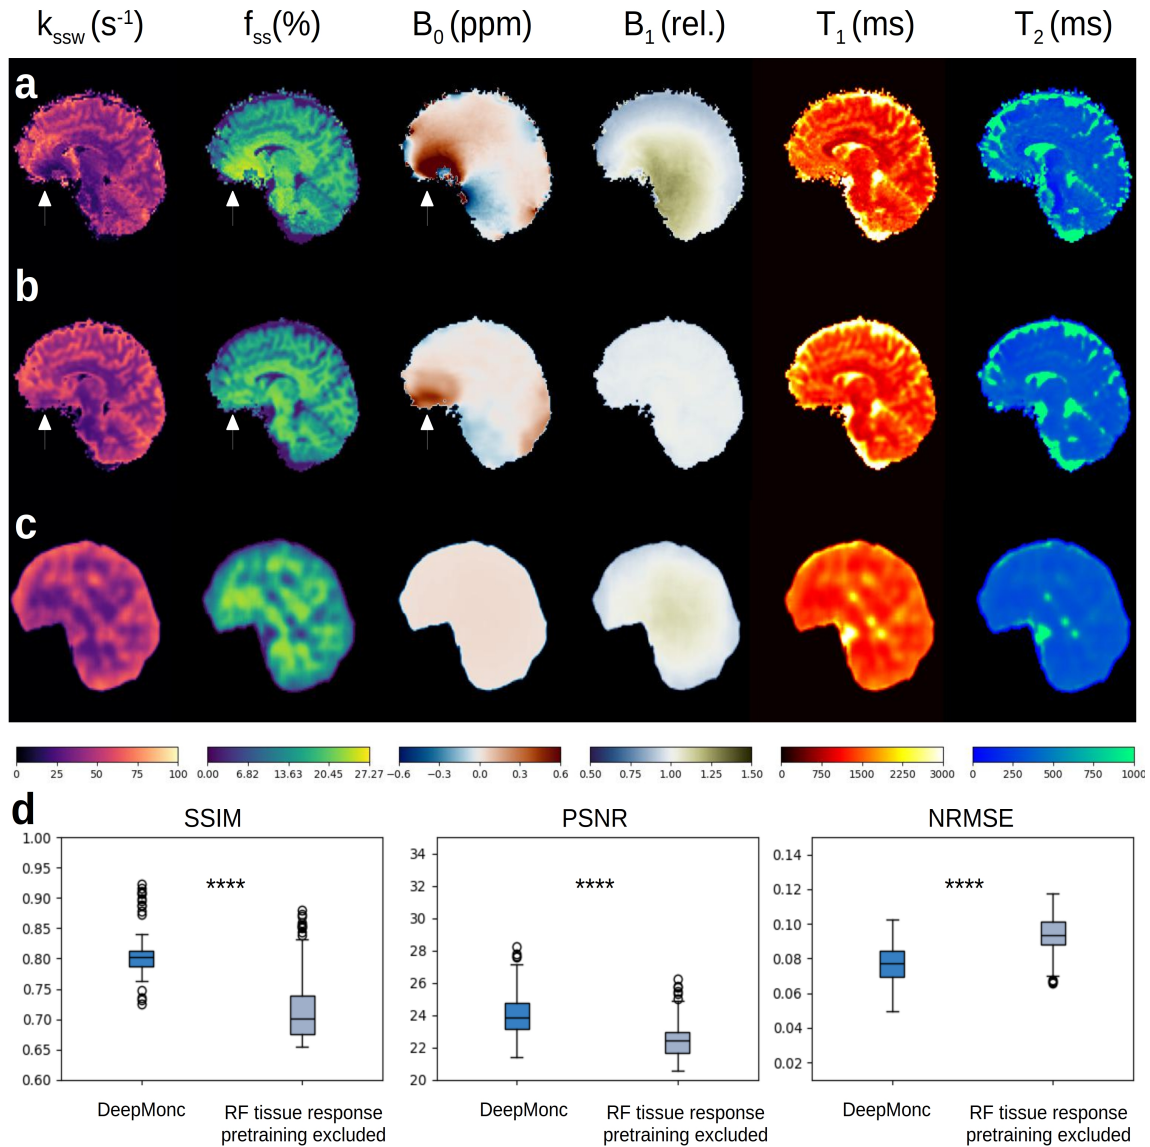 kssw (s-1) fss(%) B0 (ppm) B1 (rel.) T1 (ms) T2 (ms)
a
b
c
0 25 50 75 100 0.00 6.82 13.63 20.45 27.27 −0.6 −0.3 0.0 0.3 0.6 0.50 0.75 1.00 1.25 1.50 0 750 1500 2250 3000 0 250 500 750 1000
d
SSIM PSNR NRMSE
1.00
0.95
0.90
0.85
0.80
0.75
0.70
0.65
0.60
****
DeepMonc
RF tissue response
pretraining excluded
34
32
30
28
26
24
22
20
****
DeepMonc
RF tissue response
pretraining excluded
0.14
0.12
0.10
0.08
0.06
0.04
0.02
****
DeepMonc
RF tissue response
pretraining excluded